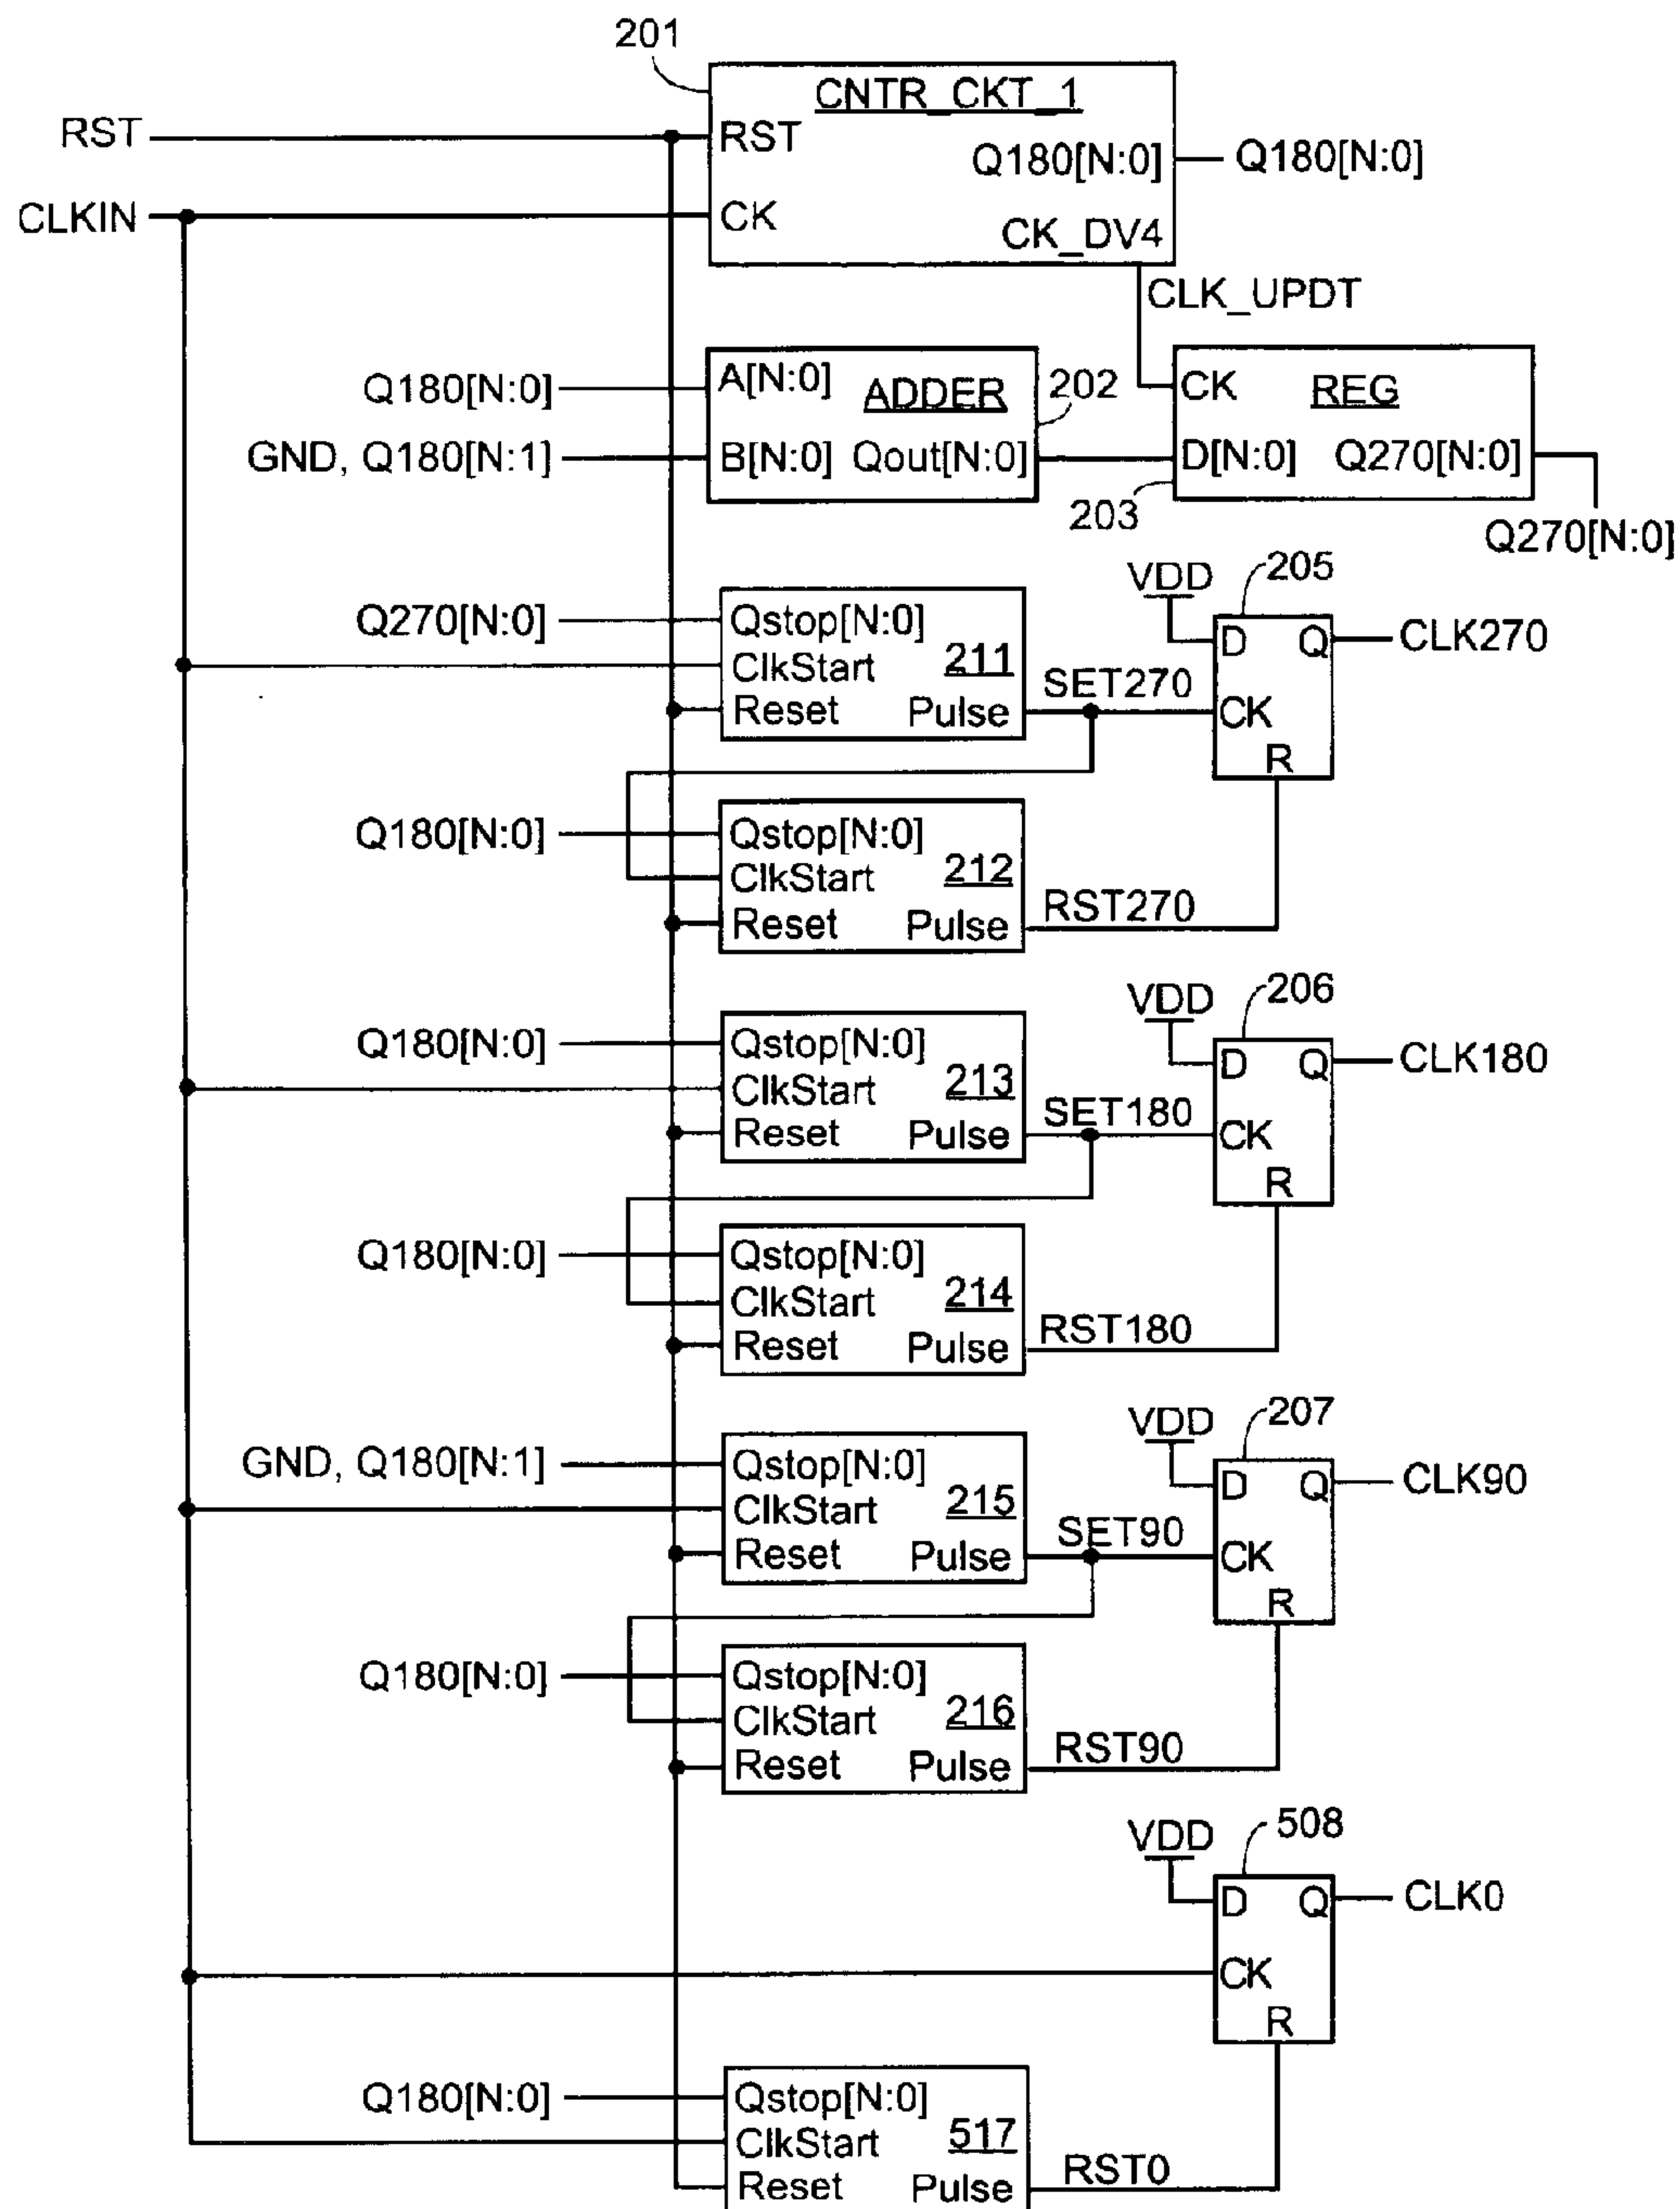 201
CNTR_CKT_1
RST
RST
Q180[N:0]
Q180[N:0]
CLKIN
CK
CK_DV4
CLK_UPDT
Q180[N:0]
A[N:0]
ADDER
202
CK
REG
GND, Q180[N:1]
B[N:0]
Qout[N:0]
D[N:0]
Q270[N:0]
203
Q270[N:0]
VDD
205
Q270[N:0]
Qstop[N:0]
D
Q
CLK270
ClkStart
211
SET270
Reset
Pulse
CK
R
Q180[N:0]
Qstop[N:0]
ClkStart
212
RST270
Reset
Pulse
VDD
206
Q180[N:0]
Qstop[N:0]
D
Q
CLK180
ClkStart
213
SET180
Reset
Pulse
CK
R
Q180[N:0]
Qstop[N:0]
ClkStart
214
RST180
Reset
Pulse
VDD
207
GND, Q180[N:1]
Qstop[N:0]
D
Q
CLK90
ClkStart
215
SET90
Reset
Pulse
CK
R
Q180[N:0]
Qstop[N:0]
ClkStart
216
RST90
Reset
Pulse
VDD
508
D
Q
CLK0
CK
R
Q180[N:0]
Qstop[N:0]
ClkStart
517
RST0
Reset
Pulse